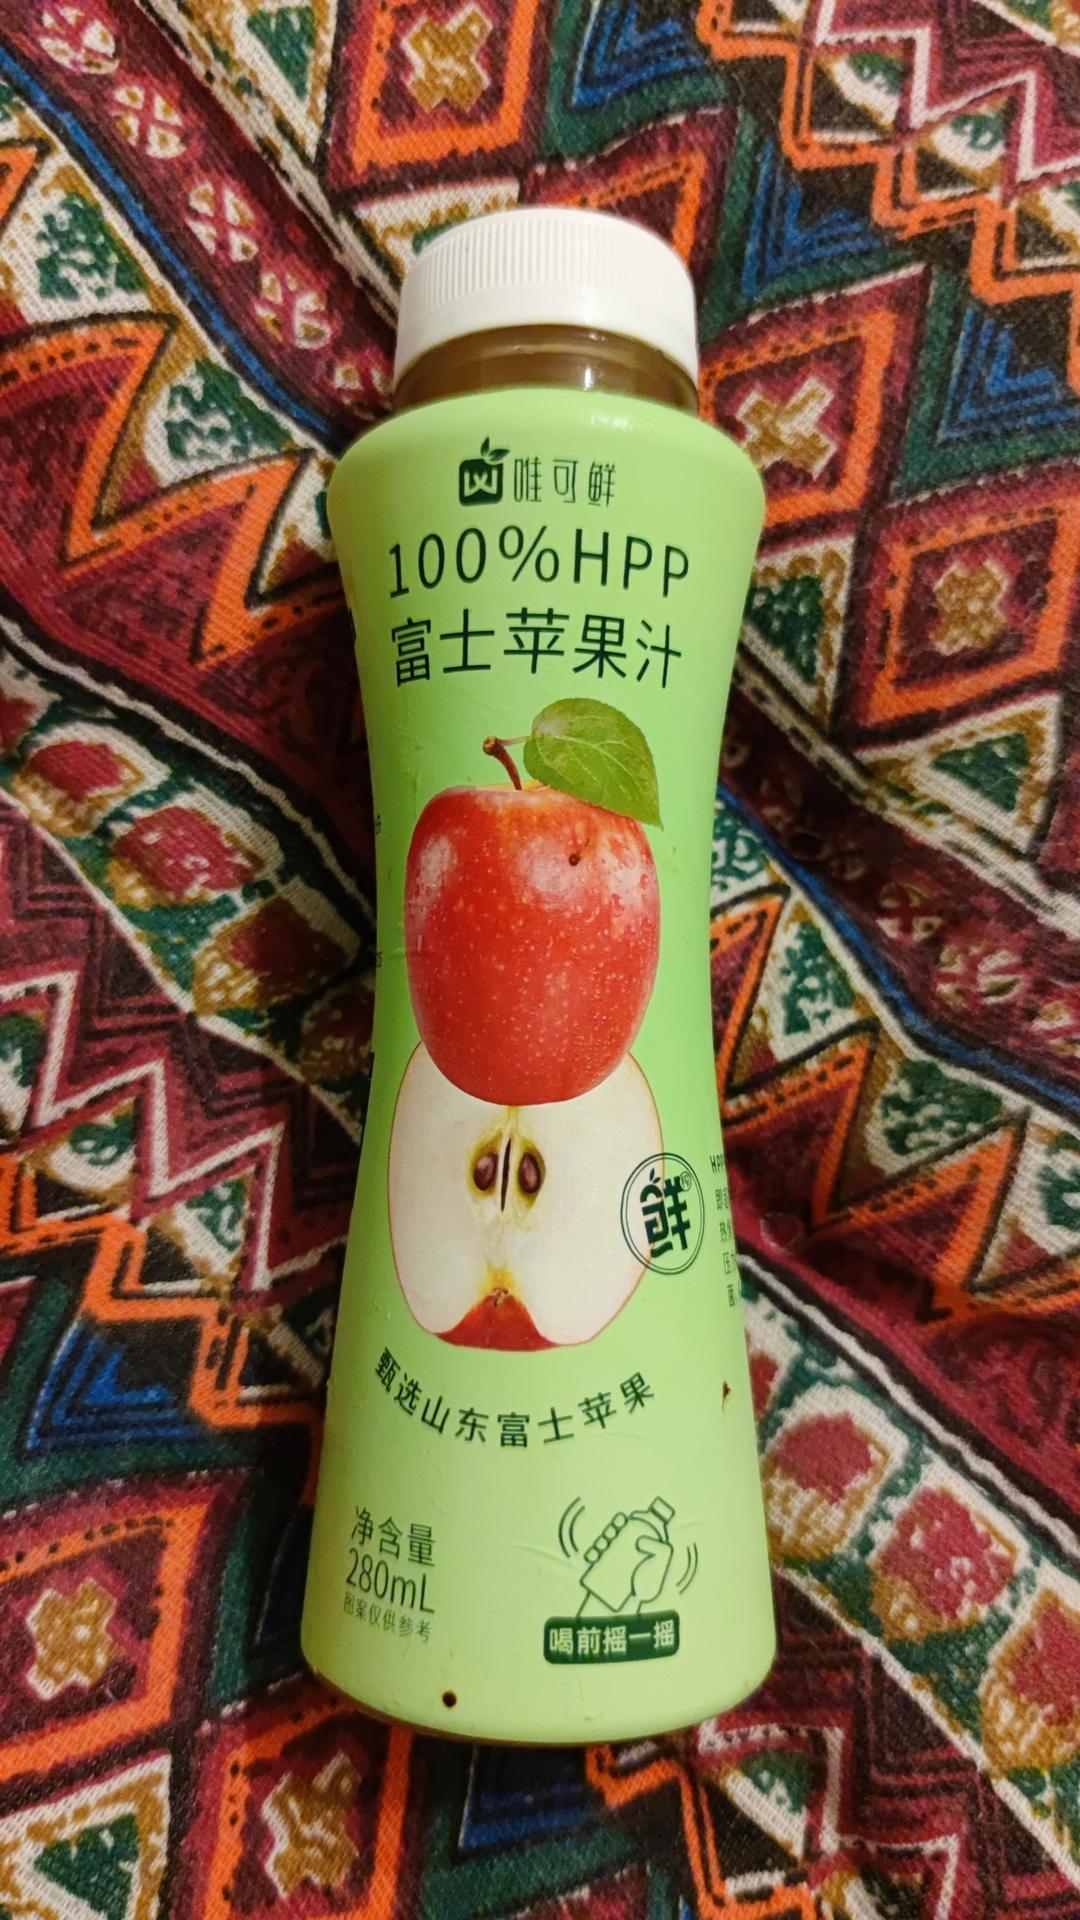 唯可鲜
100%HPP
富士苹果汁
鲜
甄选山东富士苹果
净含量
280mL
图案仅供参考
喝前摇一摇